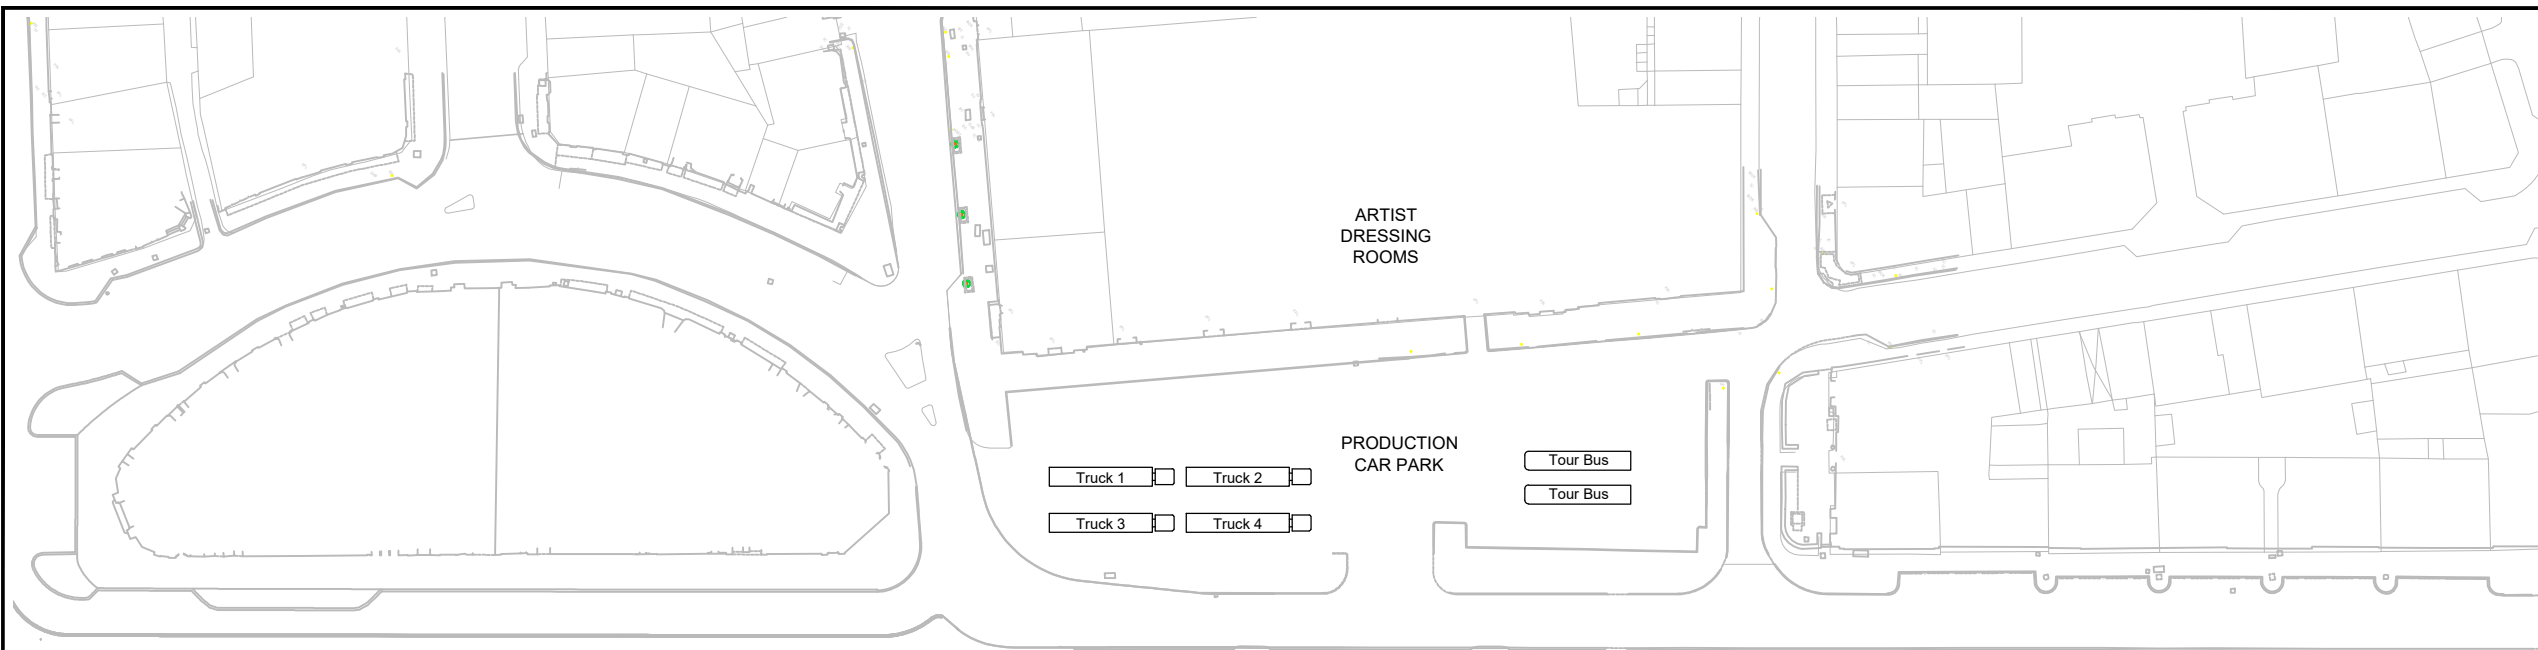 ARTIST
DRESSING
ROOMS
PRODUCTION
CAR PARK
Truck 1
Truck 2
Tour Bus
Tour Bus
Truck 3
Truck 4